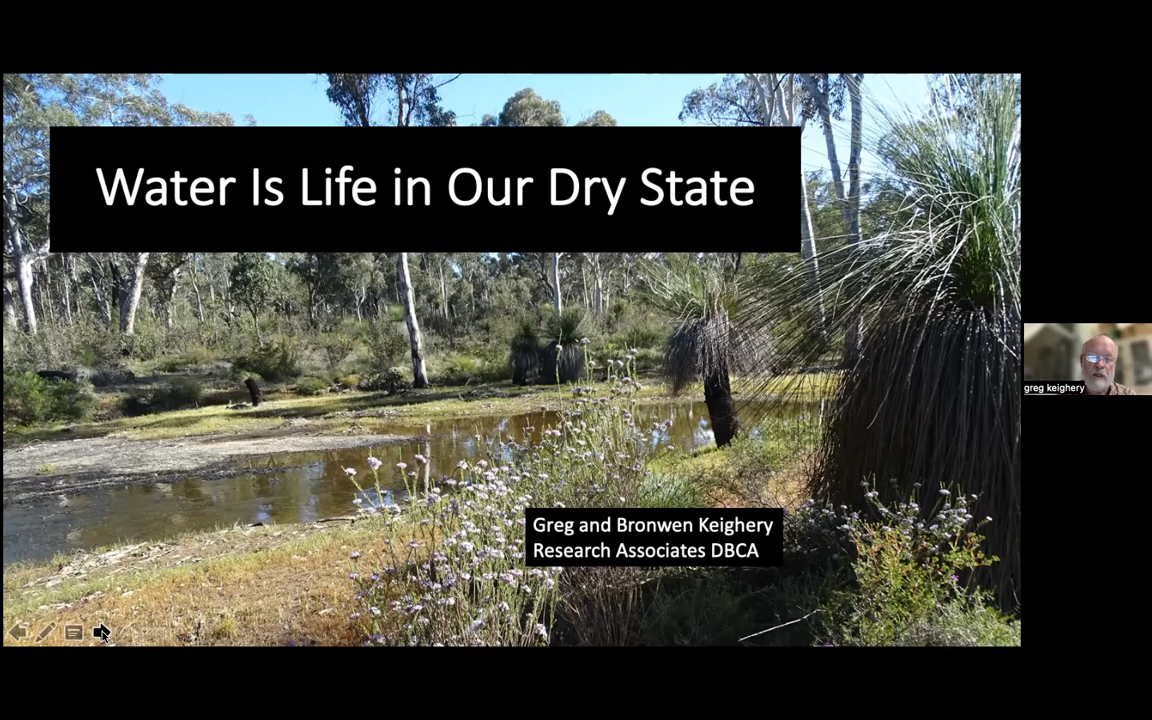 Water Is Life in Our Dry State
greg keighery
Greg and Bronwen Keighery
Research Associates DBCA